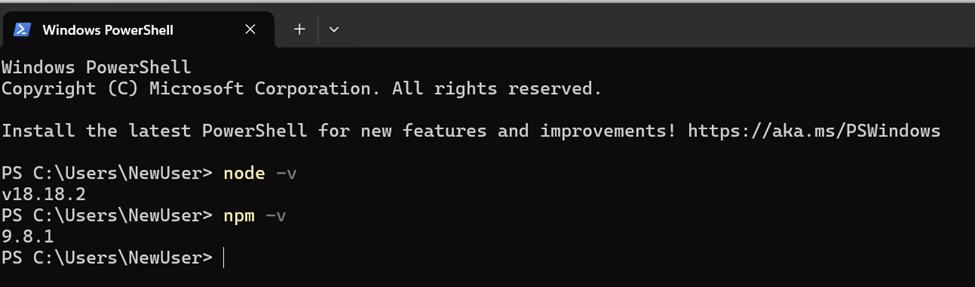 Windows PowerShell
Windows PowerShell
Copyright (C) Microsoft Corporation. All rights reserved.
Install the latest PowerShell for new features and improvements! https://aka.ms/PSWindows
PS C:\Users\NewUser> node -v
v18.18.2
PS C:\Users\NewUser> npm -v
9.8.1
PS C:\Users\NewUser>